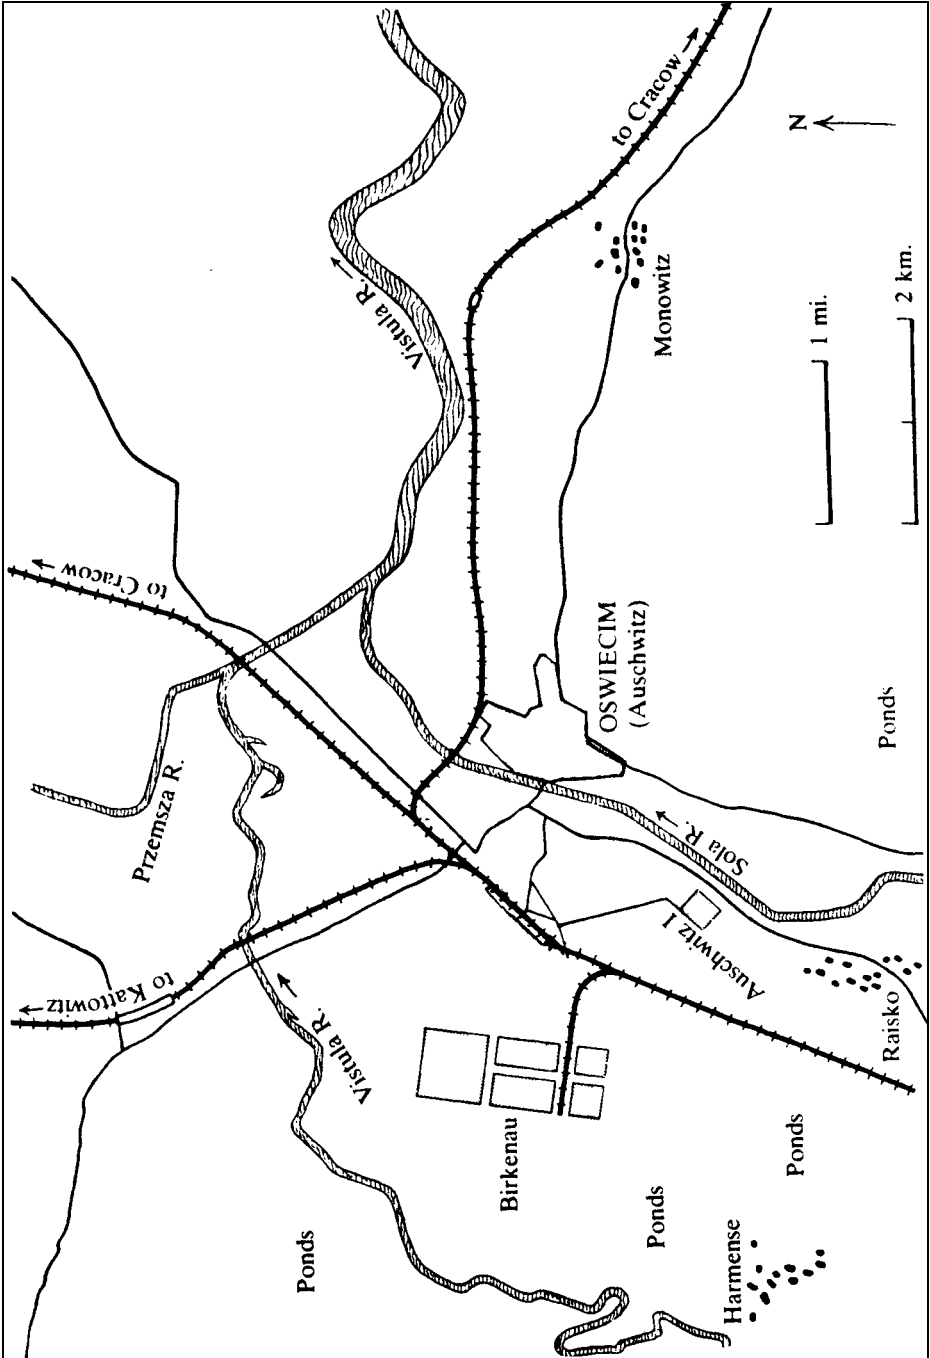 to Cracow
N
Vistula R.
Monowitz
1 mi.
2 km.
to Cracow
OSWIECIM
(Auschwitz)
Ponds
Przemsza R.
Sola R.
to Kattowitz
Auschwitz I
Raisko
Vistula R.
Birkenau
Ponds
Ponds
Ponds
Harmense